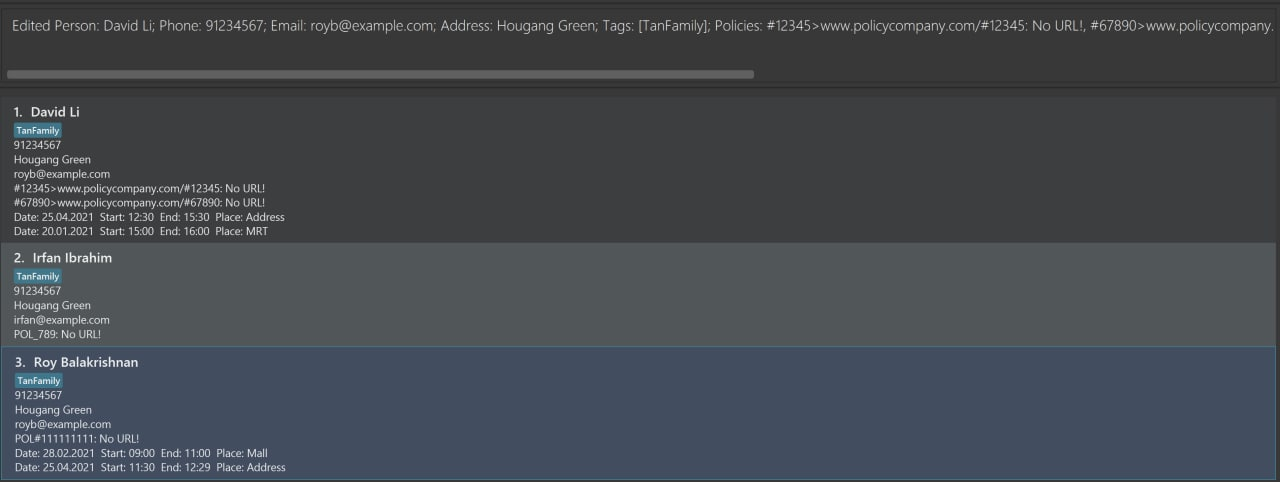 Edited Person: David Li; Phone: 91234567; Email: royb@example.com; Address: Hougang Green; Tags: [TanFamily]; Policies: #12345>www.policycompany.com/#12345: No URL!, #67890>www.policycompany.
1. David Li
TanFamily
91234567
Hougang Green
royb@example.com
#12345>www.policycompany.com/#12345: No URL!
#67890>www.policycompany.com/#67890: No URL!
Date: 25.04.2021 Start: 12:30 End: 15:30 Place: Address
Date: 20.01.2021 Start: 15:00 End: 16:00 Place: MRT
2. Irfan Ibrahim
TanFamily
91234567
Hougang Green
irfan@example.com
POL_789: No URL!
3. Roy Balakrishnan
TanFamily
91234567
Hougang Green
royb@example.com
POL#111111111: No URL!
Date: 28.02.2021 Start: 09:00 End: 11:00 Place: Mall
Date: 25.04.2021 Start: 11:30 End: 12:29 Place: Address